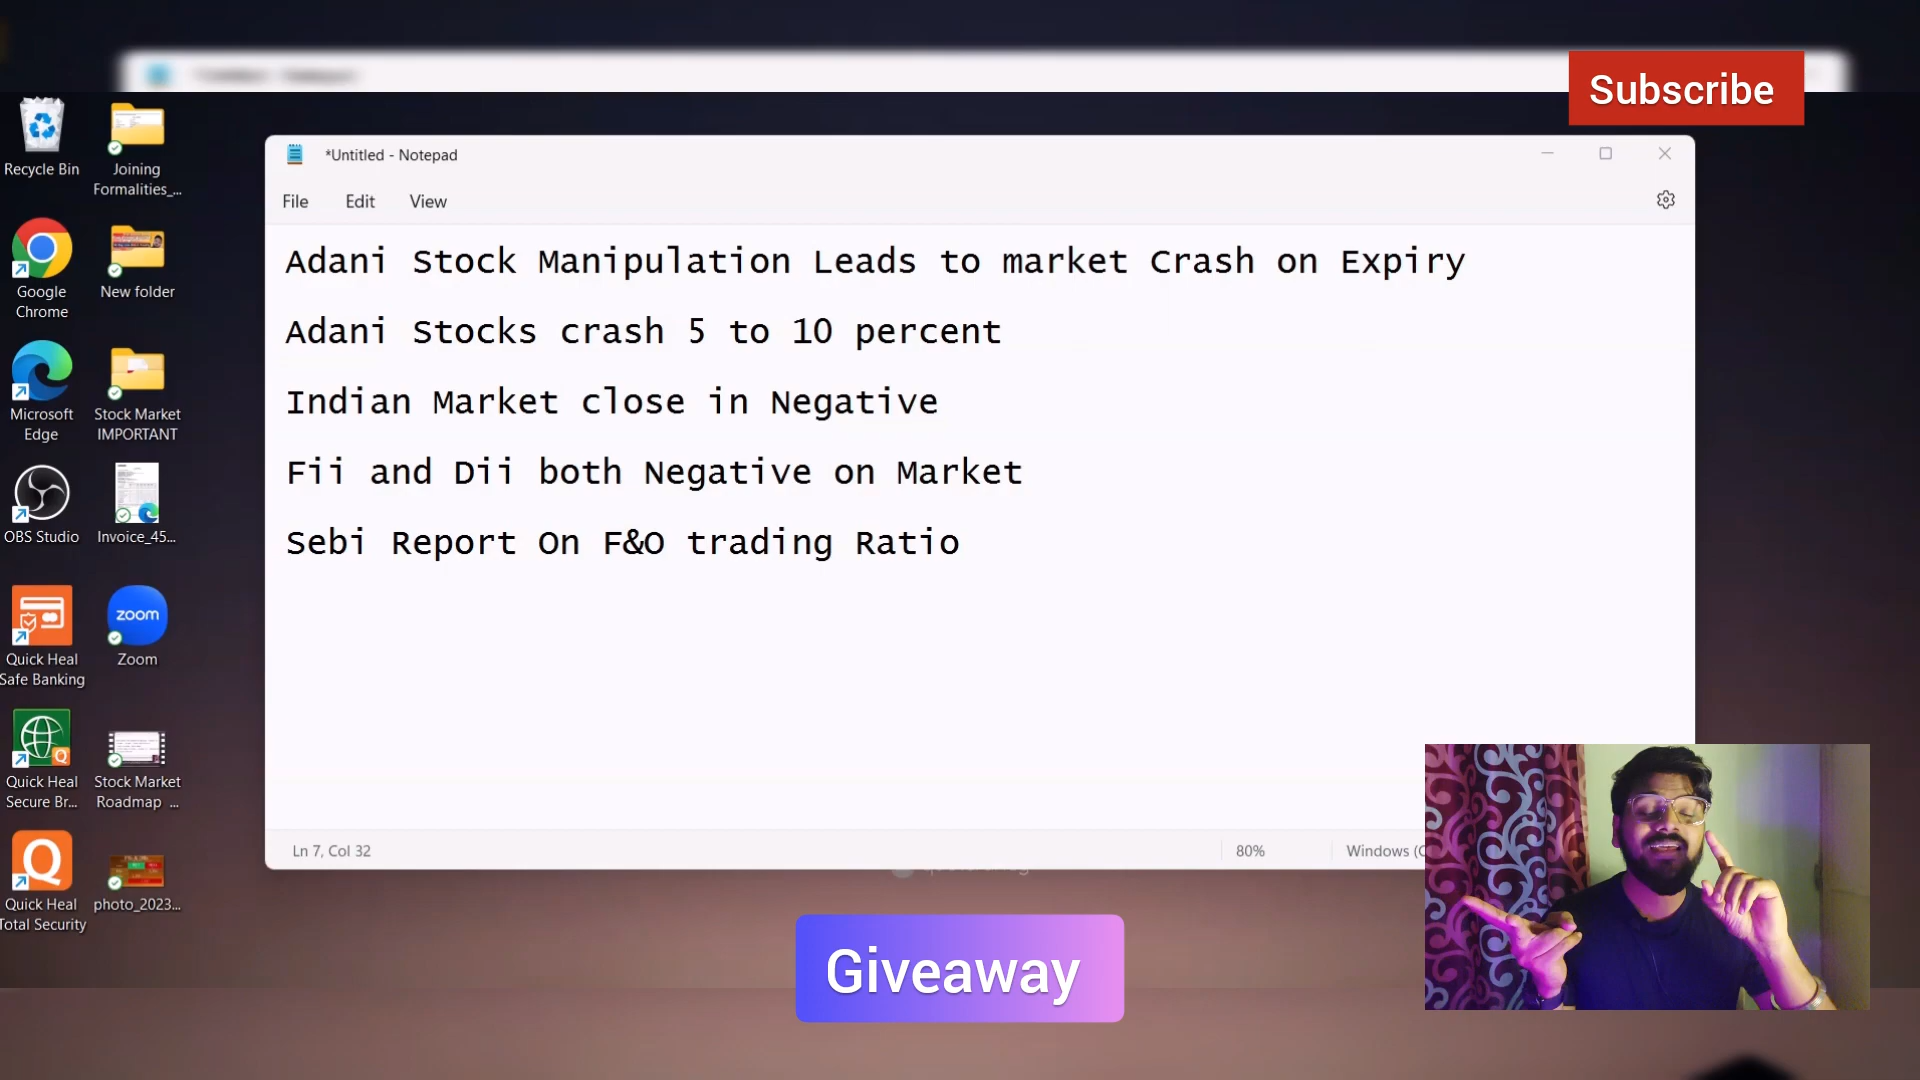 Subscribe
Recycle Bin
Joining
Formalities_...
*Untitled - Notepad
File Edit View
Adani Stock Manipulation Leads to market Crash on Expiry
Adani Stocks crash 5 to 10 percent
Indian Market close in Negative
Fii and Dii both Negative on Market
Sebi Report On F&O trading Ratio
Google
Chrome
New folder
Microsoft
Edge
Stock Market
IMPORTANT
OBS Studio
Invoice_45...
Quick Heal
Safe Banking
zoom
Zoom
Quick Heal
Secure Br...
Stock Market
Roadmap ...
Quick Heal
Total Security
photo_2023...
Ln 7, Col 32
80%
Windows (C
Giveaway